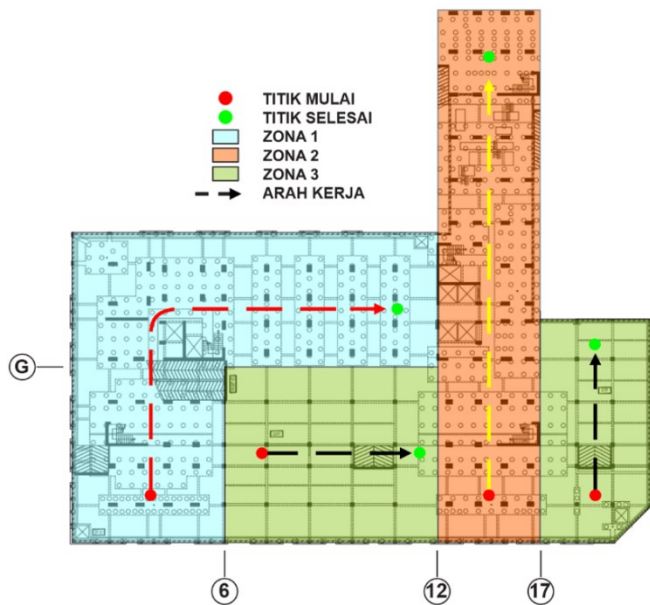 TITIK MULAI
TITIK SELESAI
ZONA 1
ZONA 2
ZONA 3
ARAH KERJA
G
6
12
17